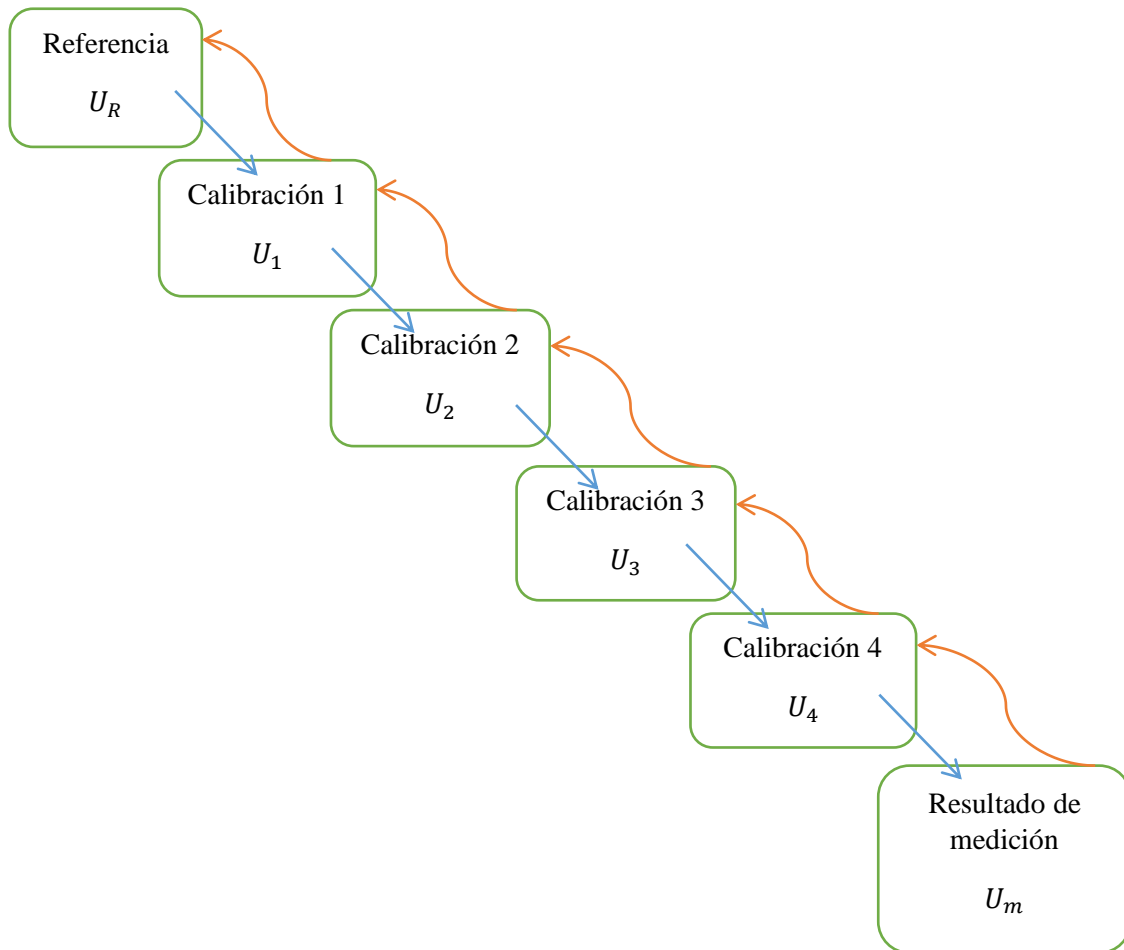 Referencia
U_R
Calibración 1
U_1
Calibración 2
U_2
Calibración 3
U_3
Calibración 4
U_4
Resultado de
medición
U_m